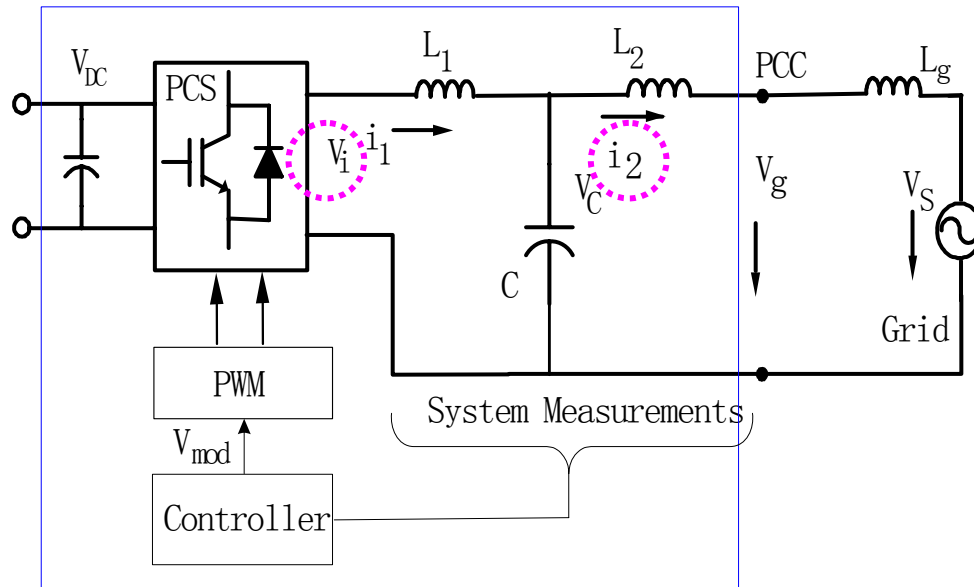 L1
L2
PCC
Lg
VDC
PCS
Vi
i1
i2
VC
Vg
VS
C
Grid
PWM
System Measurements
Vmod
Controller